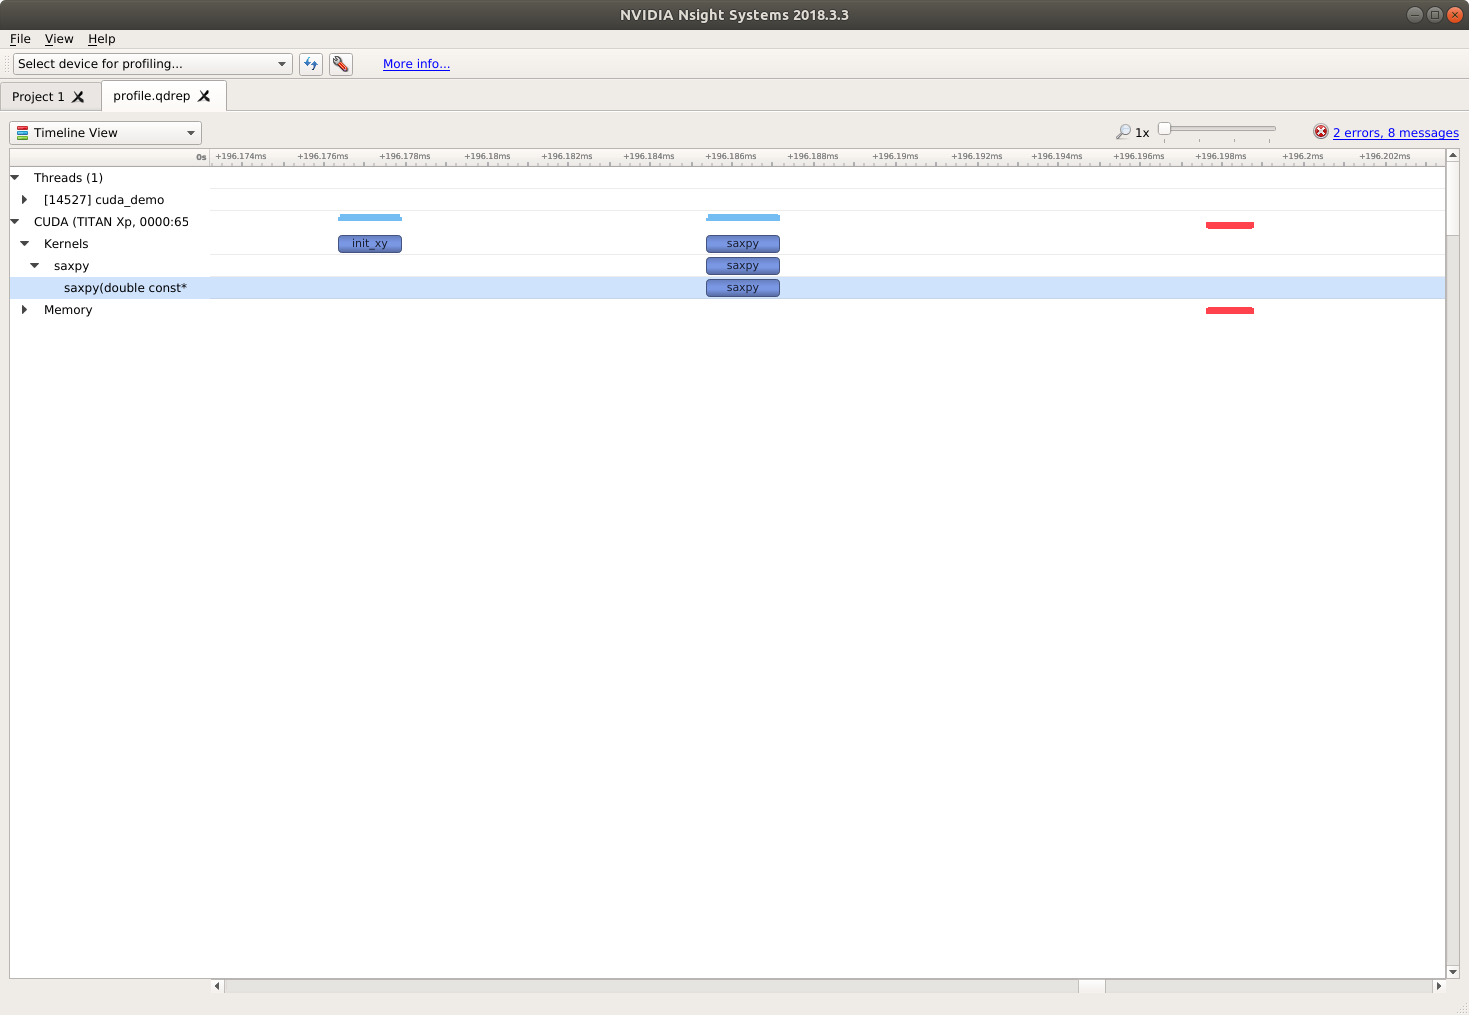 NVIDIA Nsight Systems 2018.3.3
File View Help
Select device for profiling... More info...
Project 1 profile.qdrep
Timeline View 1x 2 errors, 8 messages
0s +196.174ms +196.176ms +196.178ms +196.18ms +196.182ms +196.184ms +196.186ms +196.188ms +196.19ms +196.192ms +196.194ms +196.196ms +196.198ms +196.2ms +196.202ms
Threads (1)
[14527] cuda_demo
CUDA (TITAN Xp, 0000:65
Kernels init_xy saxpy
saxpy saxpy
saxpy(double const* saxpy
Memory